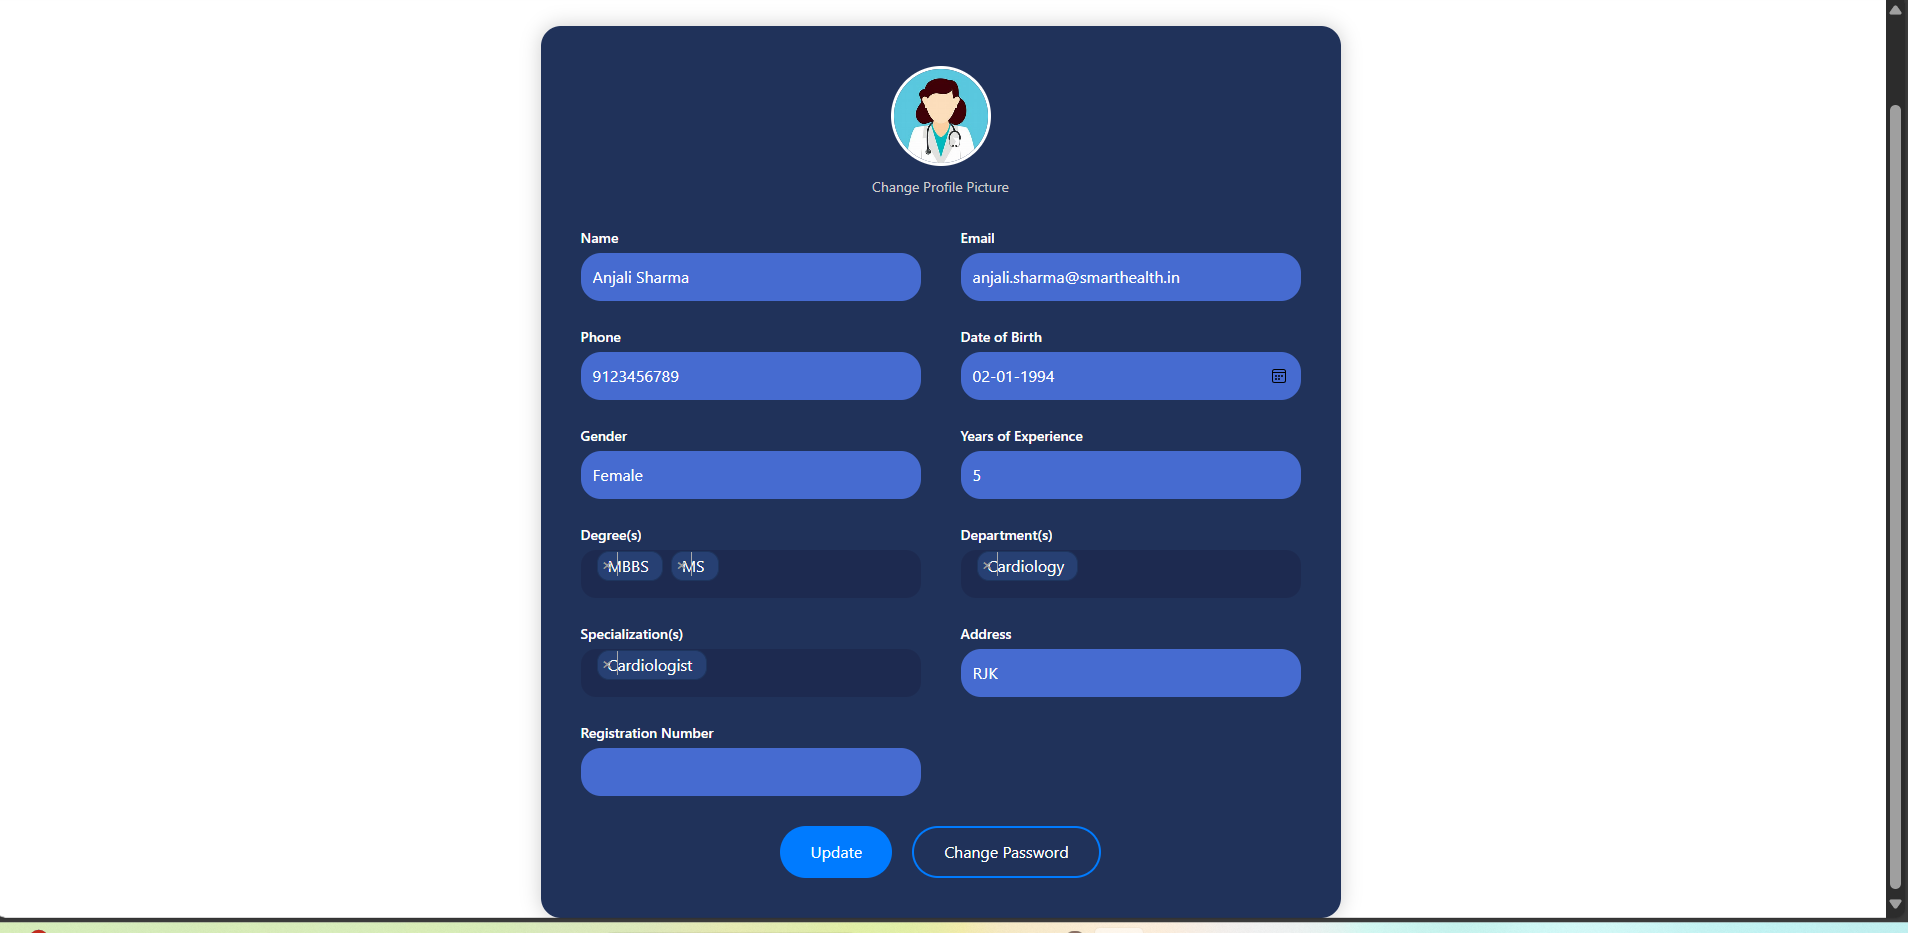 Change Profile Picture
Name
Email
Anjali Sharma
anjali.sharma@smarthealth.in
Phone
Date of Birth
9123456789
02-01-1994
Gender
Years of Experience
Female
5
Degree(s)
Department(s)
×MBBS ×MS
×Cardiology
Specialization(s)
Address
×Cardiologist
RJK
Registration Number
Update
Change Password